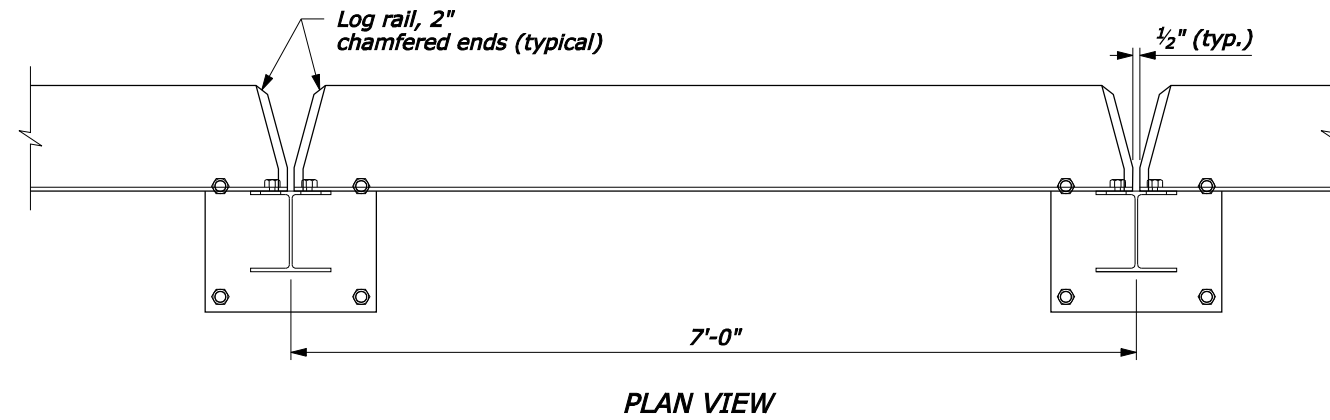 Log rail, 2"
chamfered ends (typical)
½" (typ.)
7'-0"
PLAN VIEW